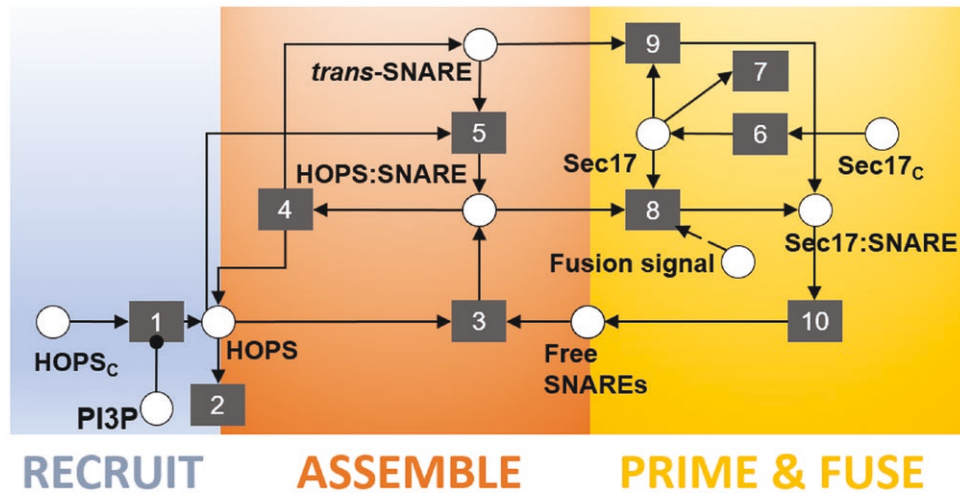 9
trans-SNARE
7
5
6
Sec17
Sec17C
HOPS:SNARE
4
8
Sec17:SNARE
Fusion signal
1
3
10
HOPSC
HOPS
Free
SNAREs
PI3P
2
RECRUIT
ASSEMBLE
PRIME & FUSE